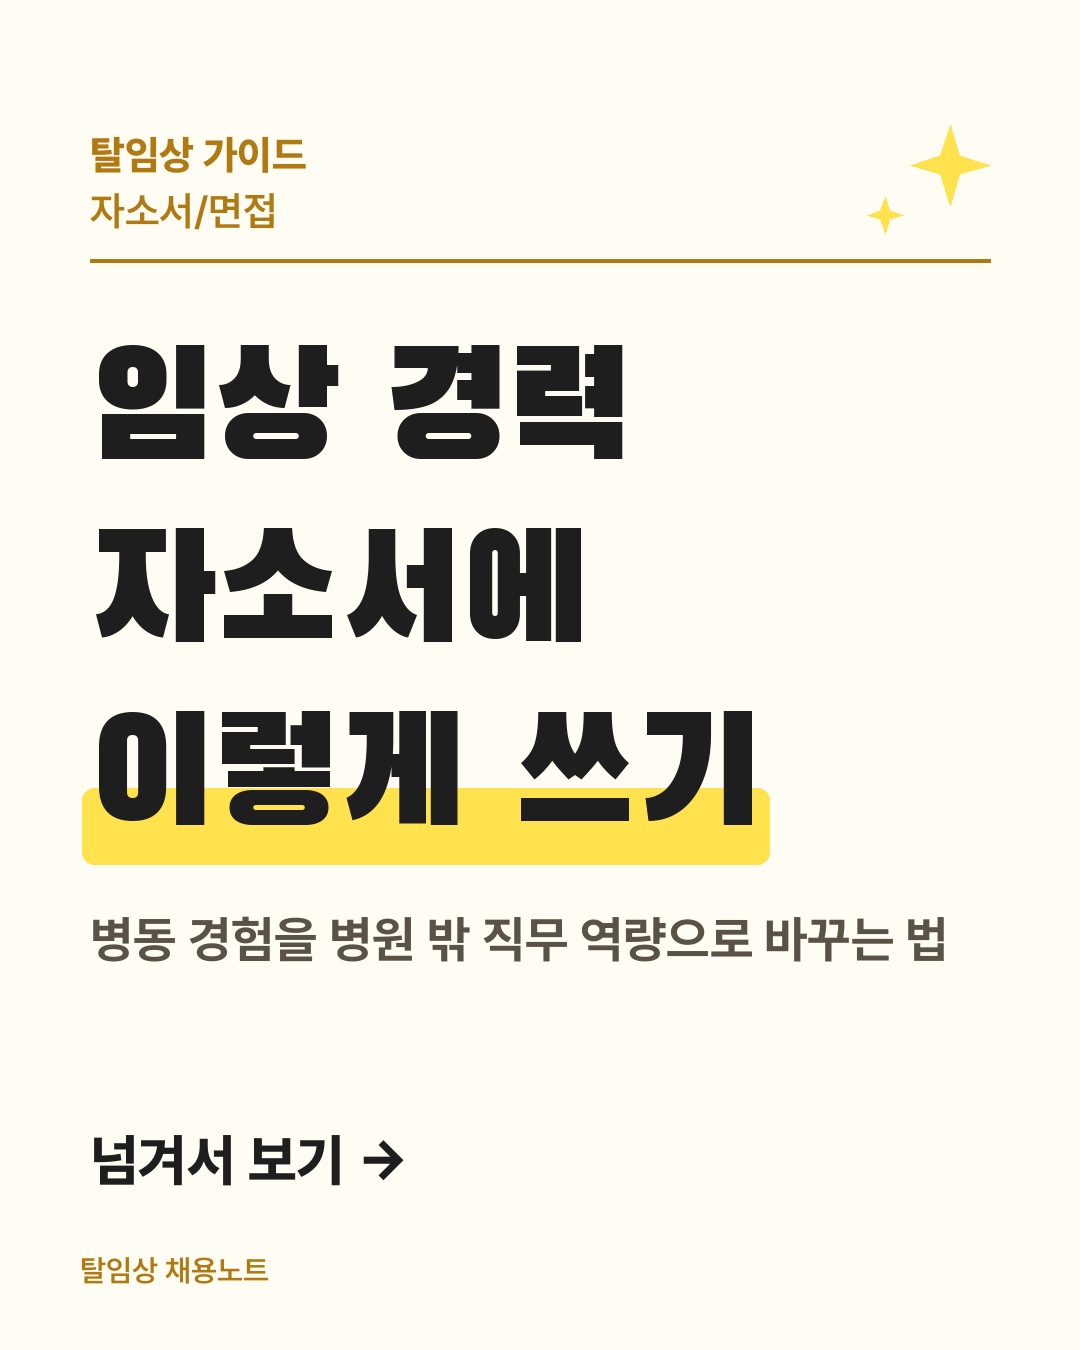 탈임상 가이드
자소서/면접
임상 경력
자소서에
이렇게 쓰기
병동 경험을 병원 밖 직무 역량으로 바꾸는 법
넘겨서 보기 →
탈임상 채용노트